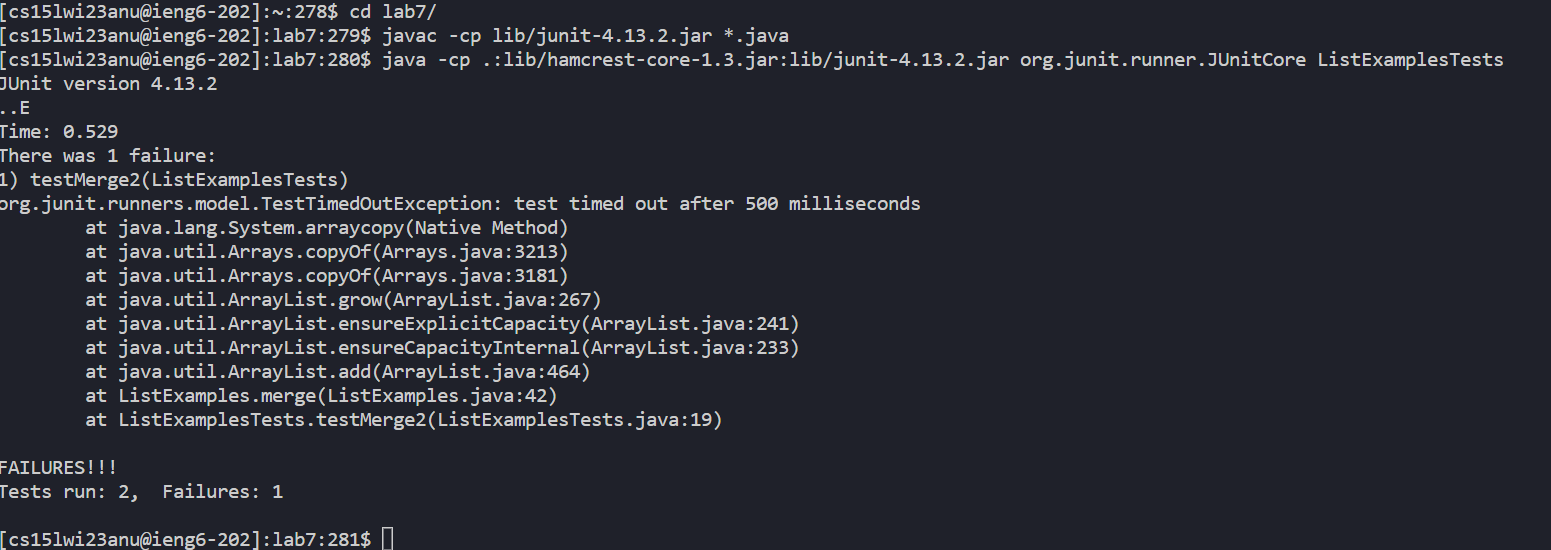 [cs15lwi23anu@ieng6-202]:~:278$ cd lab7/
[cs15lwi23anu@ieng6-202]:lab7:279$ javac -cp lib/junit-4.13.2.jar *.java
[cs15lwi23anu@ieng6-202]:lab7:280$ java -cp .:lib/hamcrest-core-1.3.jar:lib/junit-4.13.2.jar org.junit.runner.JUnitCore ListExamplesTests
JUnit version 4.13.2
..E
Time: 0.529
There was 1 failure:
1) testMerge2(ListExamplesTests)
org.junit.runners.model.TestTimedOutException: test timed out after 500 milliseconds
        at java.lang.System.arraycopy(Native Method)
        at java.util.Arrays.copyOf(Arrays.java:3213)
        at java.util.Arrays.copyOf(Arrays.java:3181)
        at java.util.ArrayList.grow(ArrayList.java:267)
        at java.util.ArrayList.ensureExplicitCapacity(ArrayList.java:241)
        at java.util.ArrayList.ensureCapacityInternal(ArrayList.java:233)
        at java.util.ArrayList.add(ArrayList.java:464)
        at ListExamples.merge(ListExamples.java:42)
        at ListExamplesTests.testMerge2(ListExamplesTests.java:19)
FAILURES!!!
Tests run: 2,  Failures: 1
[cs15lwi23anu@ieng6-202]:lab7:281$